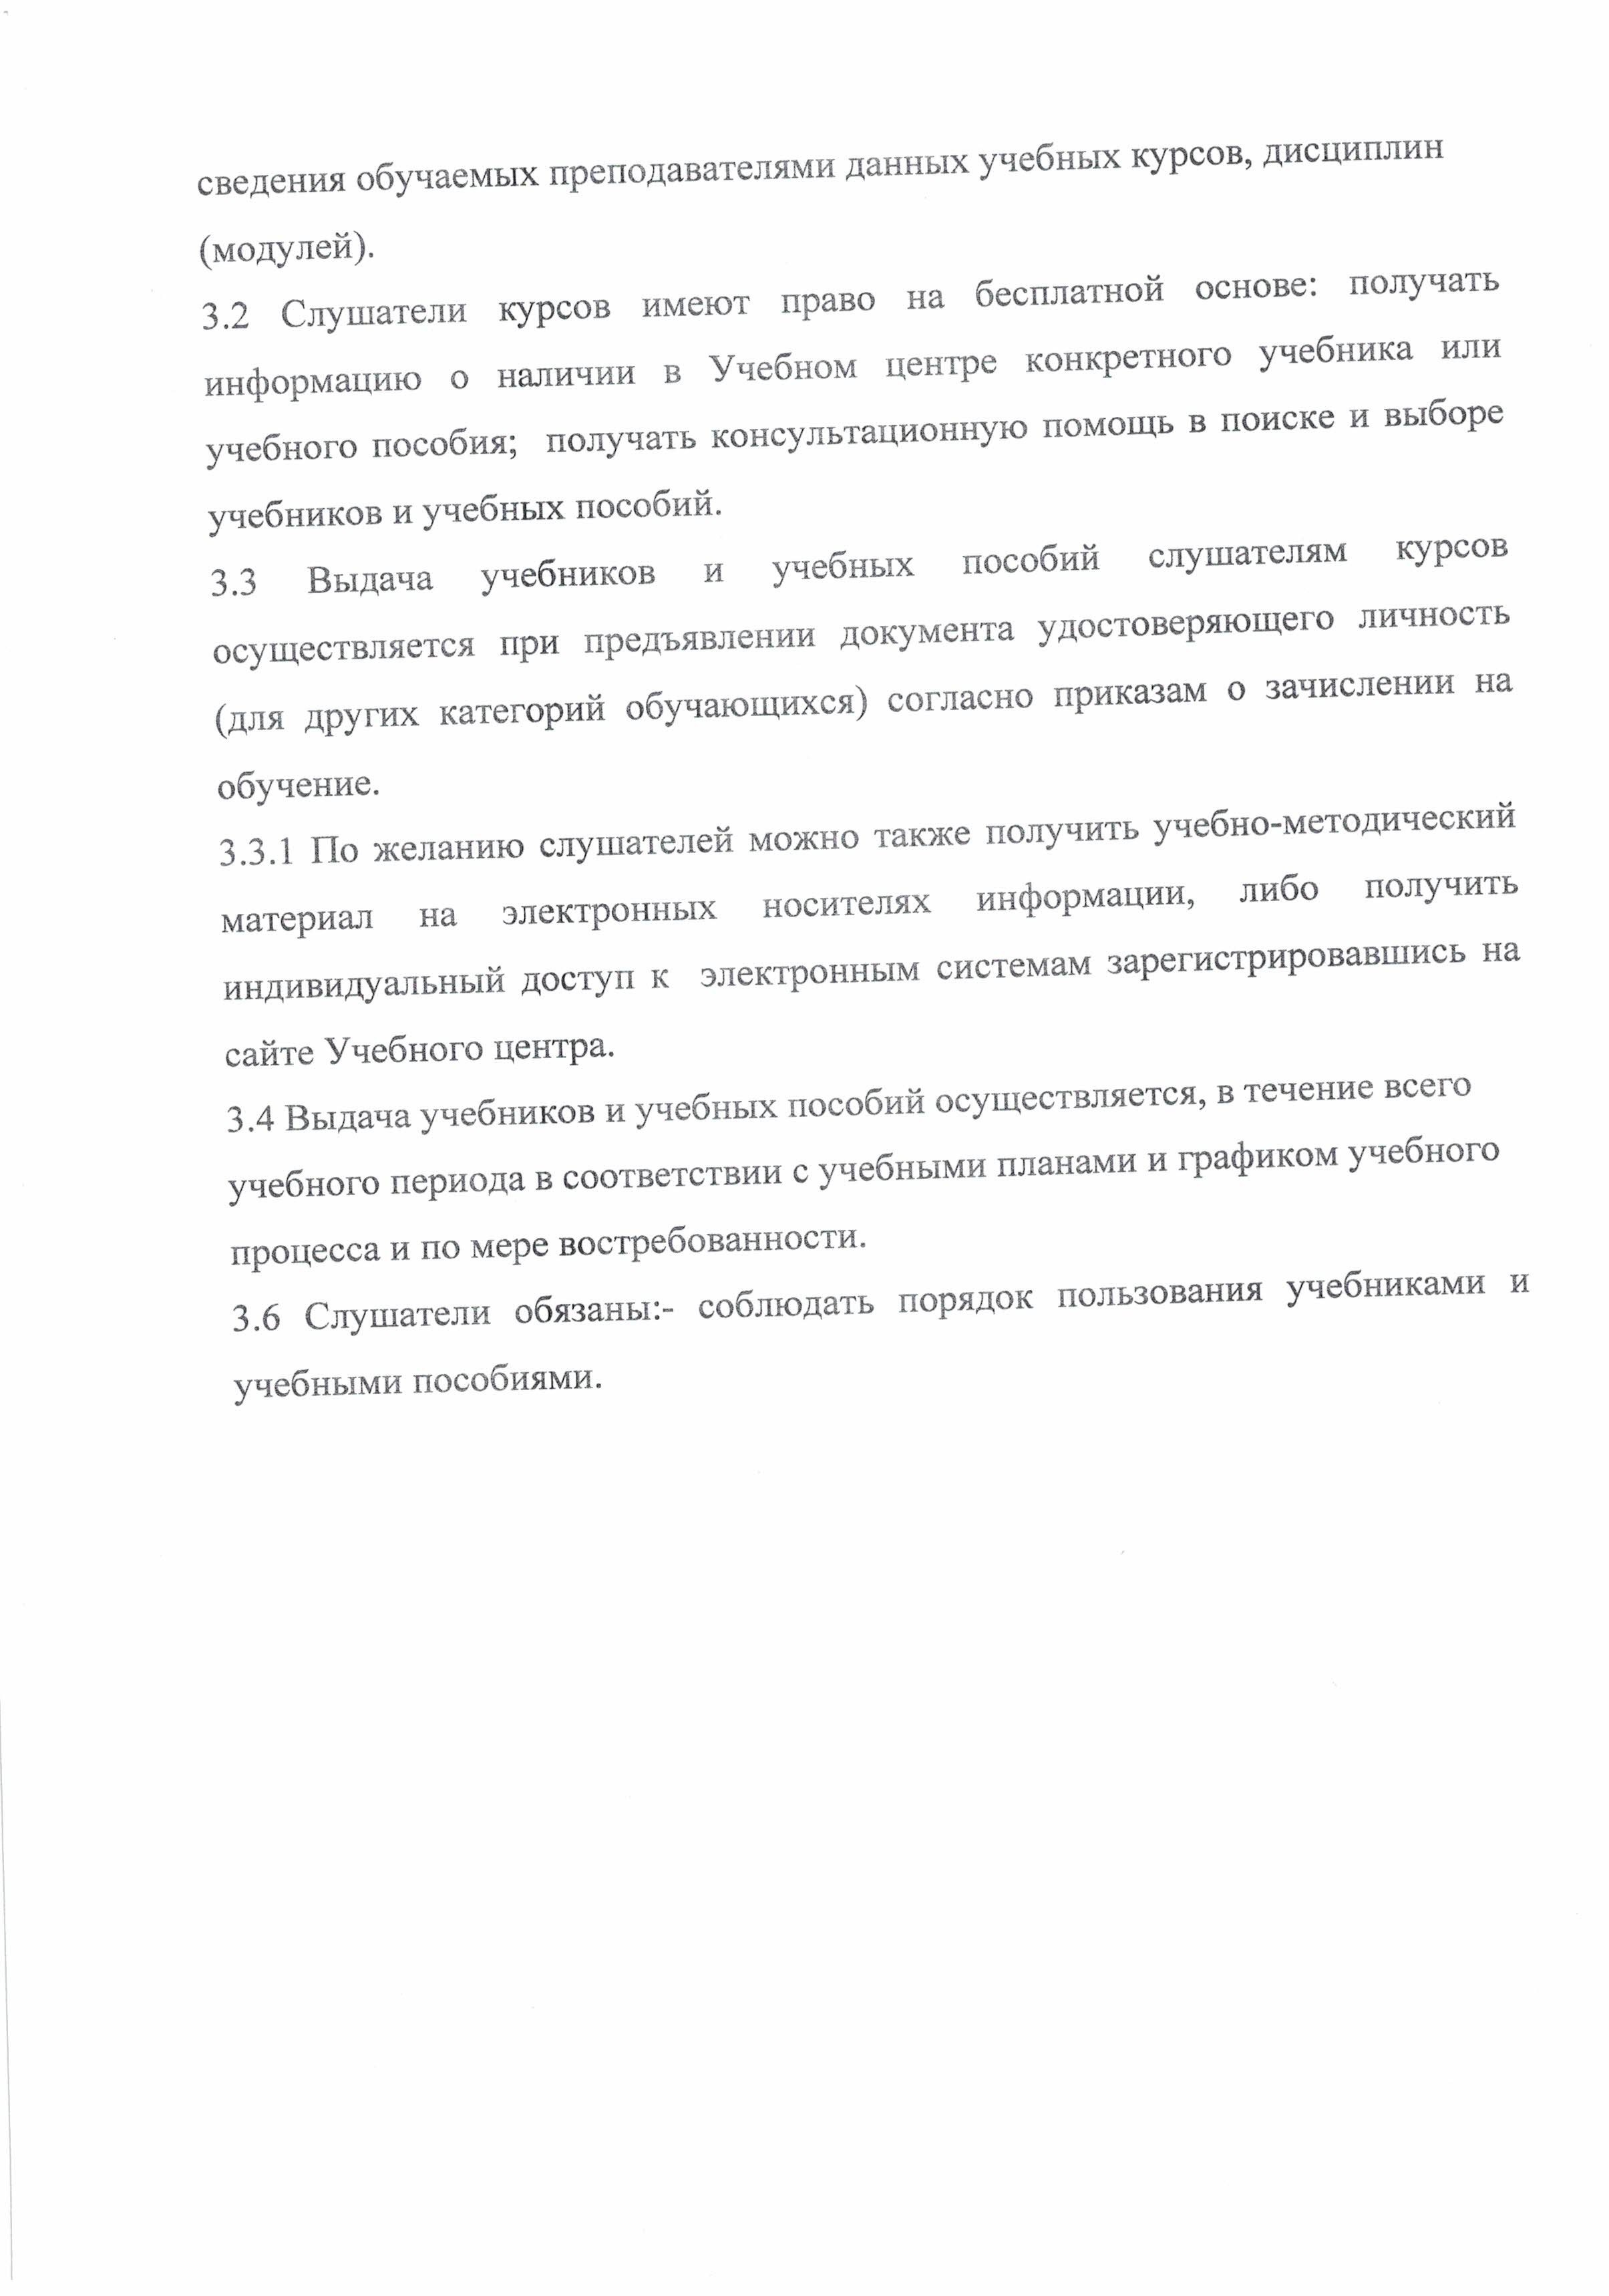 сведения обучаемых преподавателями данных учебных курсов, дисциплин
(модулей).
3.2 Слушатели курсов имеют право на бесплатной основе: получать
информацию о наличии в Учебном центре конкретного учебника или
учебного пособия; получать консультационную помощь в поиске и выборе
учебников и учебных пособий.
3.3 Выдача учебников и учебных пособий слушателям курсов
осуществляется при предъявлении документа удостоверяющего личность
(для других категорий обучающихся) согласно приказам о зачислении на
обучение.
3.3.1 По желанию слушателей можно также получить учебно-методический
материал на электронных носителях информации, либо получить
индивидуальный доступ к электронным системам зарегистрировавшись на
сайте Учебного центра.
3.4 Выдача учебников и учебных пособий осуществляется, в течение всего
учебного периода в соответствии с учебными планами и графиком учебного
процесса и по мере востребованности.
3.6 Слушатели обязаны:- соблюдать порядок пользования учебниками и
учебными пособиями.